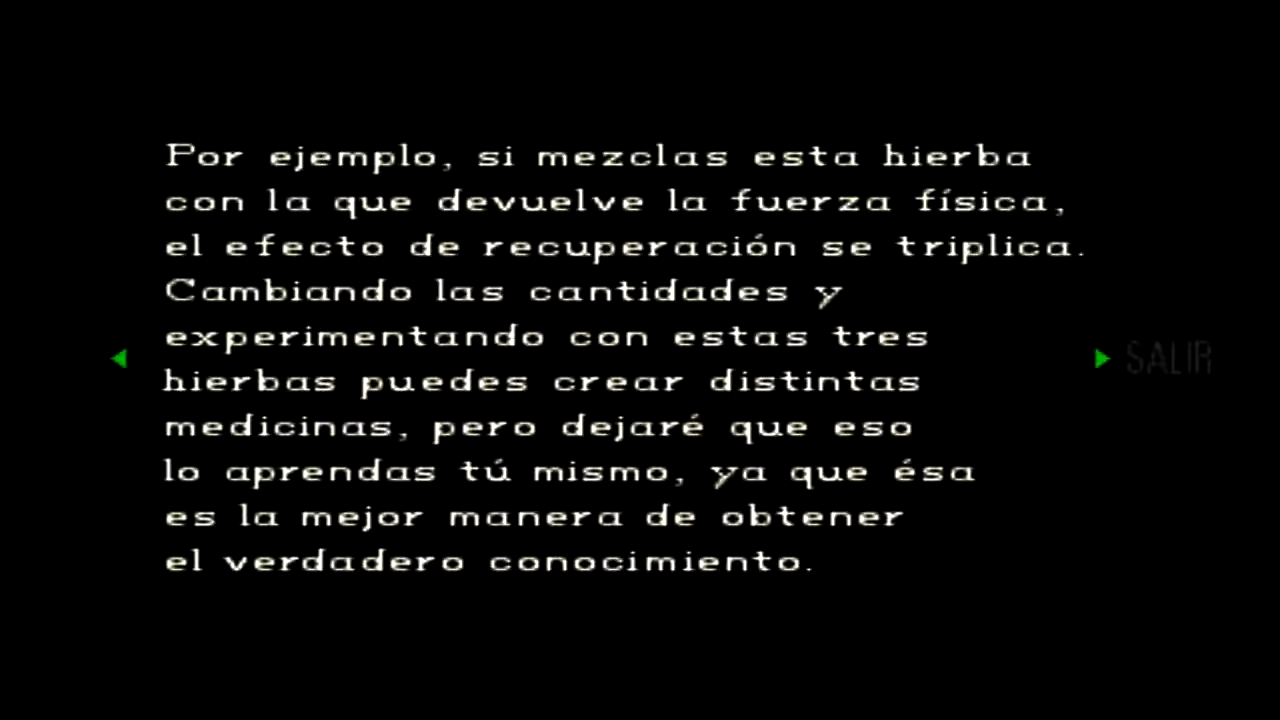 Por ejemplo, si mezclas esta hierba
con la que devuelve la fuerza física,
el efecto de recuperación se triplica.
Cambiando las cantidades y
experimentando con estas tres
hierbas puedes crear distintas
medicinas, pero dejaré que eso
lo aprendas tú mismo, ya que ésa
es la mejor manera de obtener
el verdadero conocimiento.
SALIR